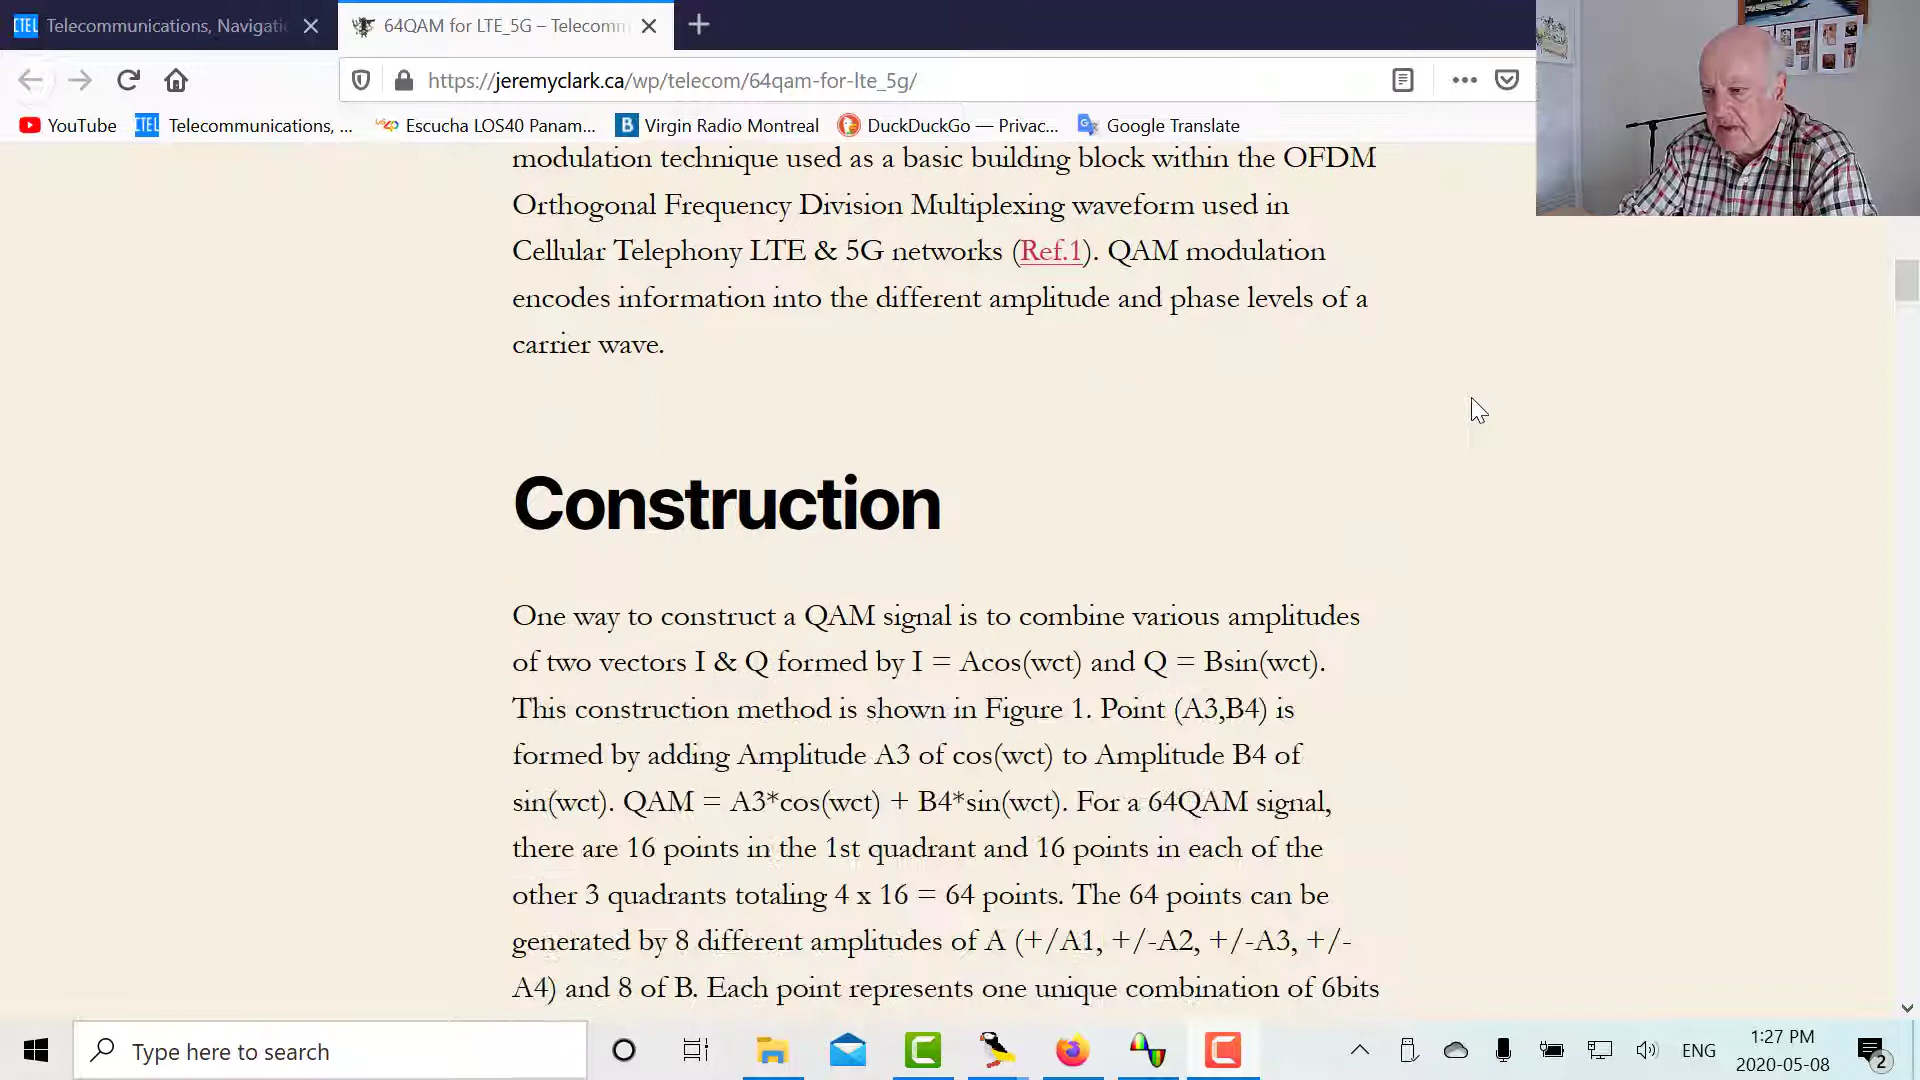 CTEL Telecommunications, Navigati
64QAM for LTE_5G – Telecomm
https://jeremyclark.ca/wp/telecom/64qam-for-lte_5g/
YouTube
CTEL Telecommunications, ...
40 Escucha LOS40 Panam...
B Virgin Radio Montreal
DuckDuckGo — Privac...
Google Translate
modulation technique used as a basic building block within the OFDM
Orthogonal Frequency Division Multiplexing waveform used in
Cellular Telephony LTE & 5G networks (Ref.1). QAM modulation
encodes information into the different amplitude and phase levels of a
carrier wave.
Construction
One way to construct a QAM signal is to combine various amplitudes
of two vectors I & Q formed by I = Acos(wct) and Q = Bsin(wct).
This construction method is shown in Figure 1. Point (A3,B4) is
formed by adding Amplitude A3 of cos(wct) to Amplitude B4 of
sin(wct). QAM = A3*cos(wct) + B4*sin(wct). For a 64QAM signal,
there are 16 points in the 1st quadrant and 16 points in each of the
other 3 quadrants totaling 4 x 16 = 64 points. The 64 points can be
generated by 8 different amplitudes of A (+/A1, +/-A2, +/-A3, +/-
A4) and 8 of B. Each point represents one unique combination of 6bits
Type here to search
ENG
1:27 PM
2020-05-08
2